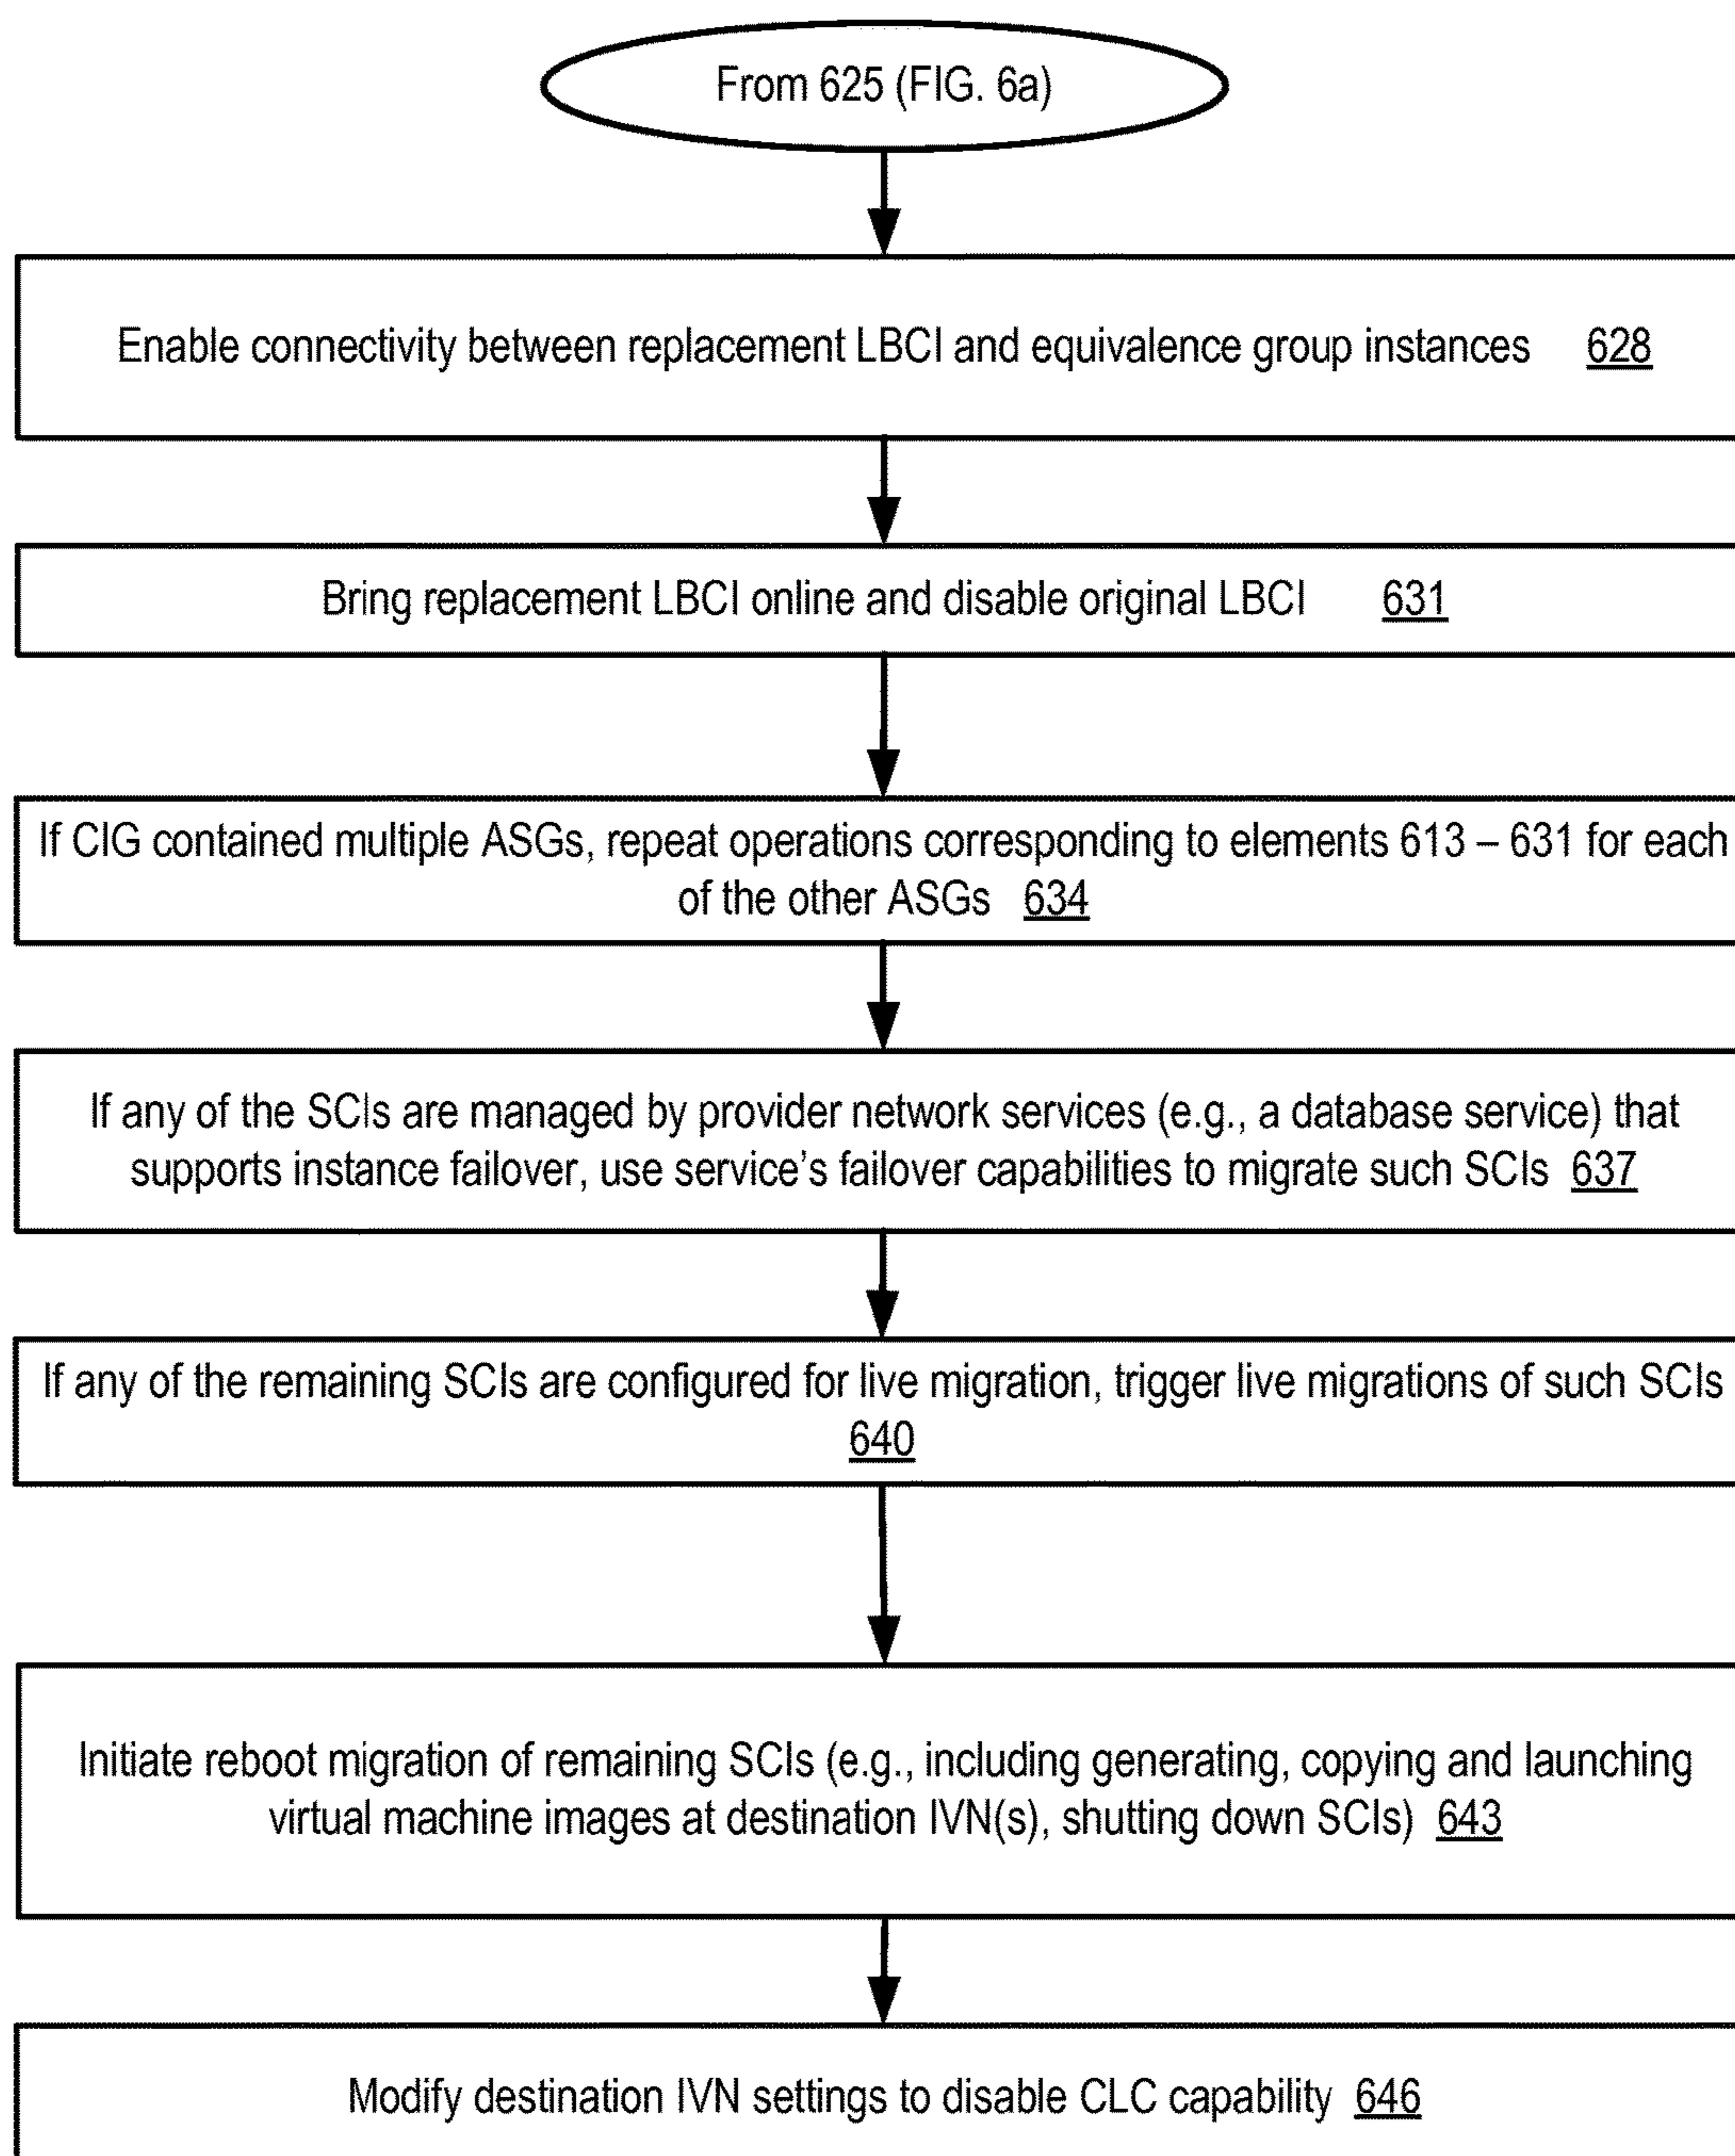 From 625 (FIG. 6a)
Enable connectivity between replacement LBCI and equivalence group instances 628
Bring replacement LBCI online and disable original LBCI 631
If CIG contained multiple ASGs, repeat operations corresponding to elements 613 – 631 for each
of the other ASGs 634
If any of the SCIs are managed by provider network services (e.g., a database service) that
supports instance failover, use service's failover capabilities to migrate such SCIs 637
If any of the remaining SCIs are configured for live migration, trigger live migrations of such SCIs
640
Initiate reboot migration of remaining SCIs (e.g., including generating, copying and launching
virtual machine images at destination IVN(s), shutting down SCIs) 643
Modify destination IVN settings to disable CLC capability 646